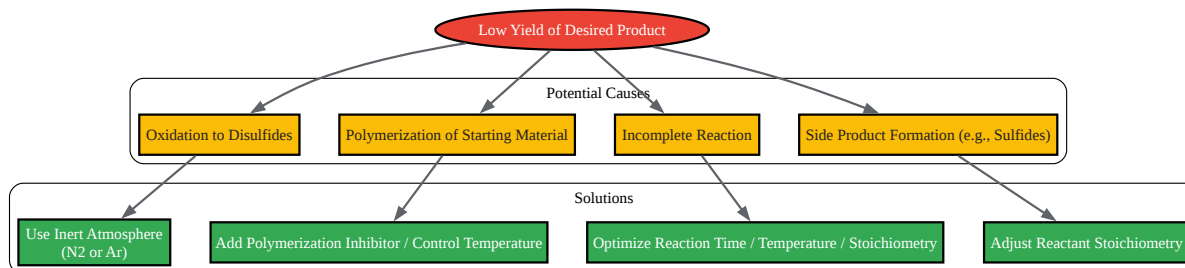 Low Yield of Desired Product
Potential Causes
Oxidation to Disulfides
Polymerization of Starting Material
Incomplete Reaction
Side Product Formation (e.g., Sulfides)
Solutions
Use Inert Atmosphere
(N2 or Ar)
Add Polymerization Inhibitor / Control Temperature
Optimize Reaction Time / Temperature / Stoichiometry
Adjust Reactant Stoichiometry